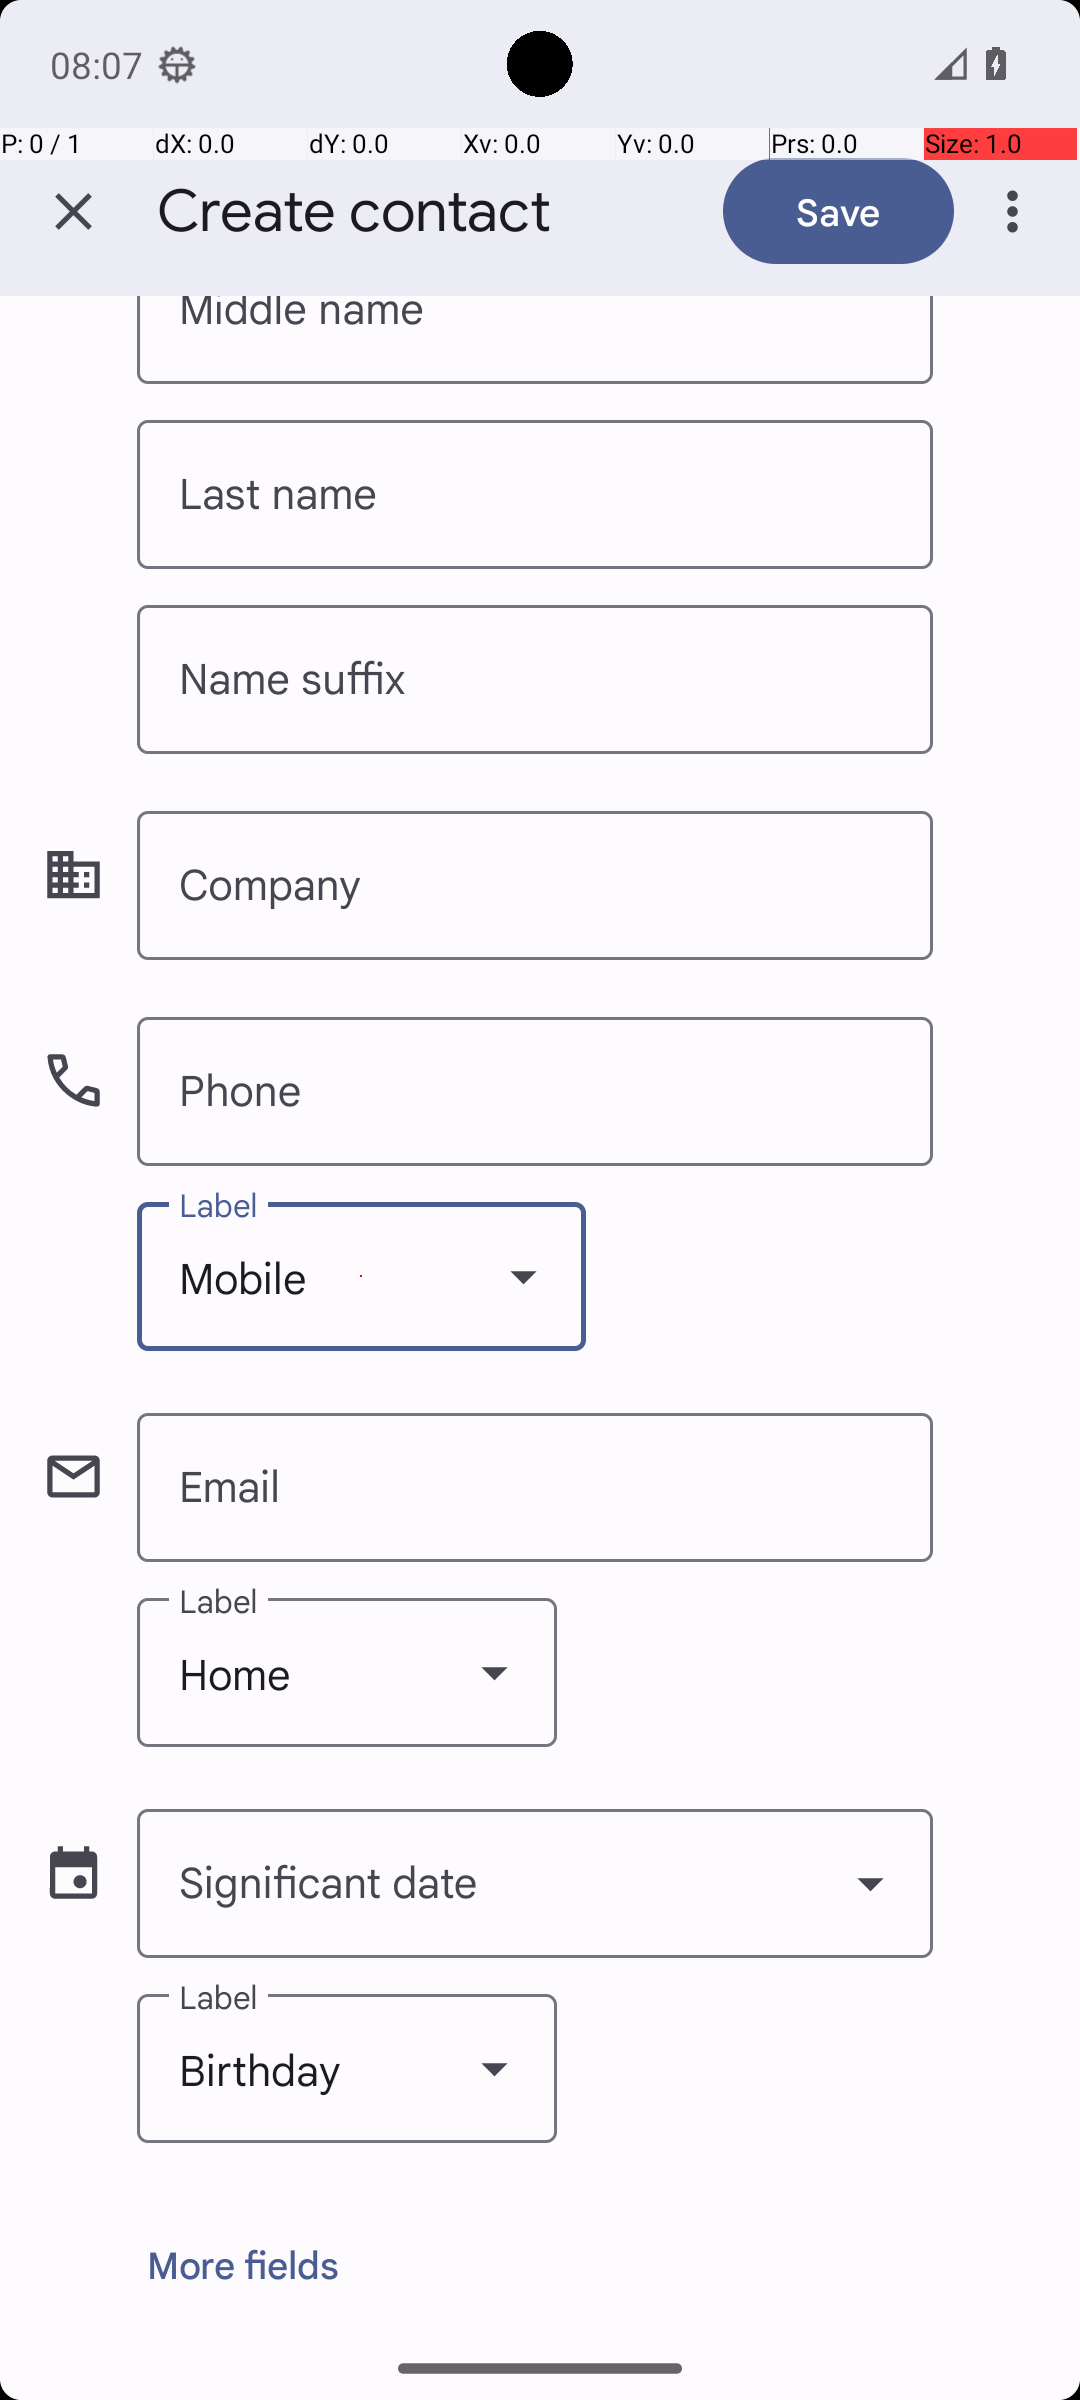 08:07
P: 0 / 1 dX: 0.0 dY: 0.0 Xv: 0.0 Yv: 0.0 Prs: 0.0 Size: 1.0
Create contact Save
Middle name
Last name
Name suffix
Company
Phone
Label
Mobile
Email
Label
Home
Significant date
Label
Birthday
More fields